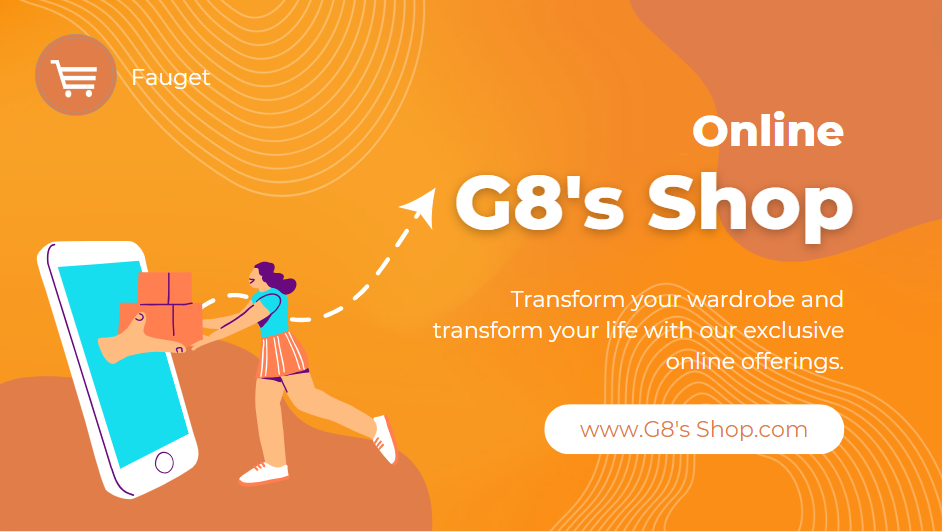 Fauget
Online
G8's Shop
Transform your wardrobe and
transform your life with our exclusive
online offerings.
www.G8's Shop.com